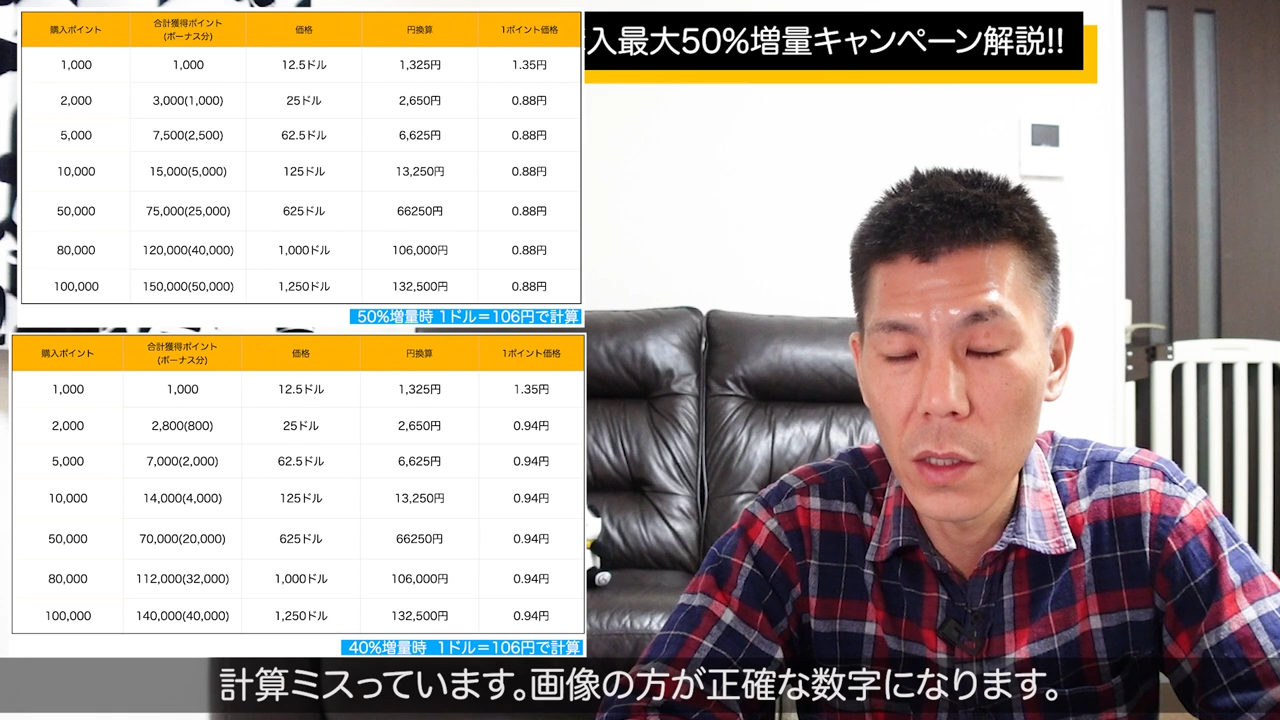 購入ポイント 合計獲得ポイント (ボーナス分) 価格 円換算 1ポイント価格
1,000 1,000 12.5ドル 1,325円 1.35円
2,000 3,000(1,000) 25ドル 2,650円 0.88円
5,000 7,500(2,500) 62.5ドル 6,625円 0.88円
10,000 15,000(5,000) 125ドル 13,250円 0.88円
50,000 75,000(25,000) 625ドル 66250円 0.88円
80,000 120,000(40,000) 1,000ドル 106,000円 0.88円
100,000 150,000(50,000) 1,250ドル 132,500円 0.88円
50%増量時 1ドル＝106円で計算
入最大50%増量キャンペーン解説!!
購入ポイント 合計獲得ポイント (ボーナス分) 価格 円換算 1ポイント価格
1,000 1,000 12.5ドル 1,325円 1.35円
2,000 2,800(800) 25ドル 2,650円 0.94円
5,000 7,000(2,000) 62.5ドル 6,625円 0.94円
10,000 14,000(4,000) 125ドル 13,250円 0.94円
50,000 70,000(20,000) 625ドル 66250円 0.94円
80,000 112,000(32,000) 1,000ドル 106,000円 0.94円
100,000 140,000(40,000) 1,250ドル 132,500円 0.94円
40%増量時 1ドル＝106円で計算
計算ミスっています。画像の方が正確な数字になります。